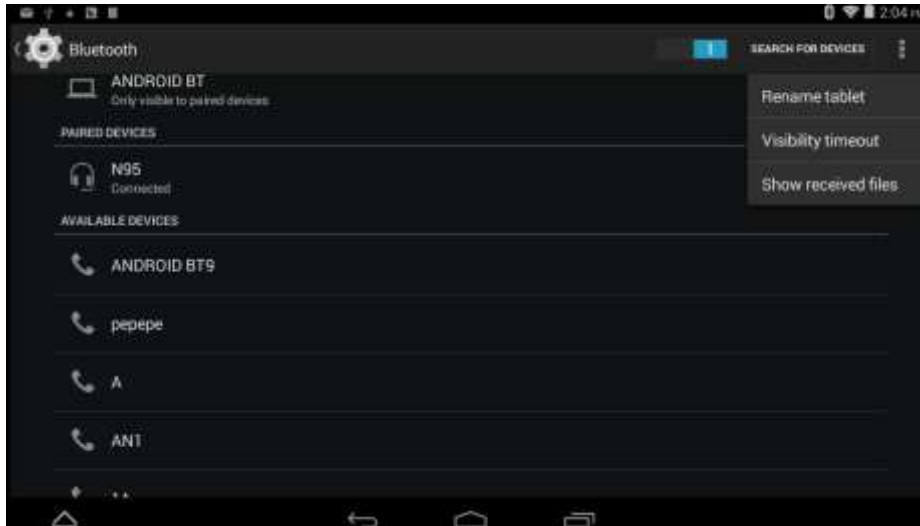 2:04
Bluetooth
SEARCH FOR DEVICES
ANDROID BT
Only visible to paired devices
Rename tablet
PAIRED DEVICES
Visibility timeout
N95
Connected
Show received files
AVAILABLE DEVICES
ANDROID BT9
pepepe
A
AN1